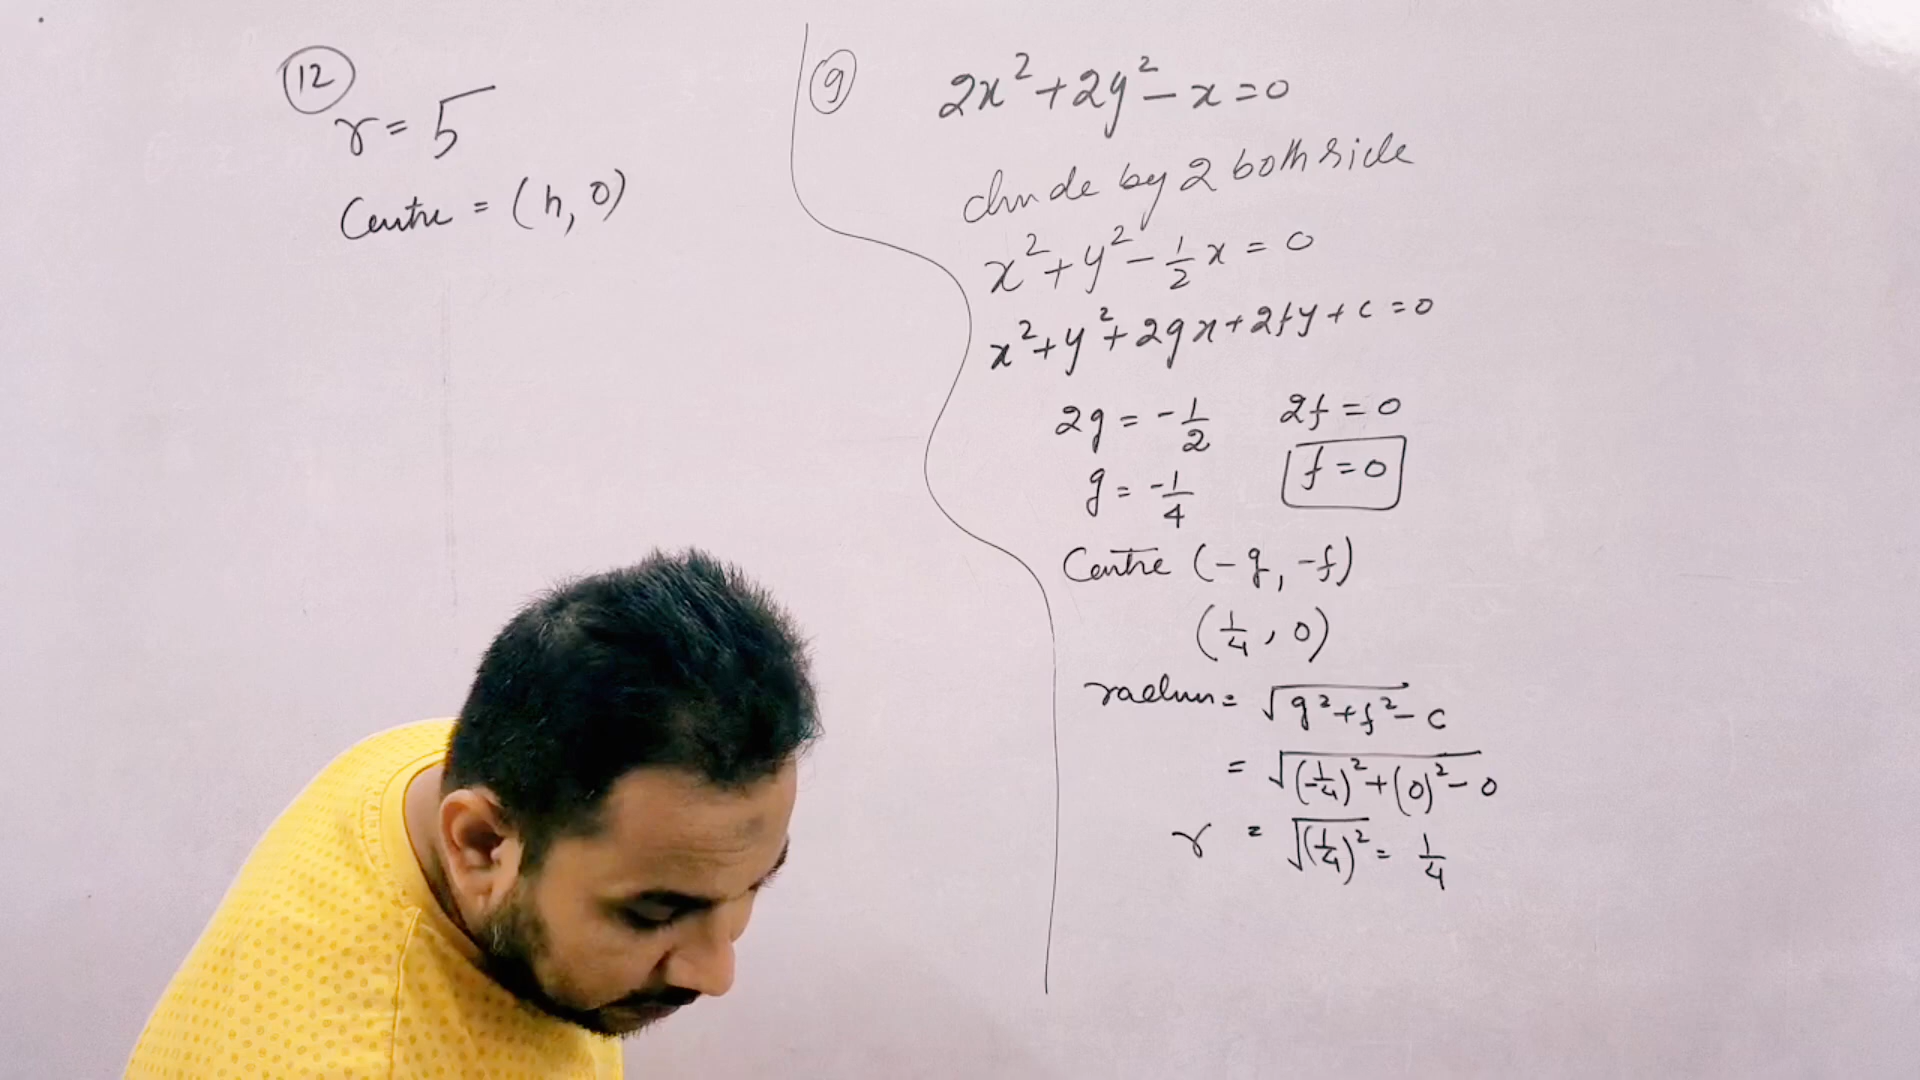 12
r = 5
Centre = (h, 0)
9
2x² + 2y² - x = 0
divide by 2 both side
x² + y² - 1/2 x = 0
x² + y² + 2gx + 2fy + c = 0
2g = -1/2 2f = 0
g = -1/4 f = 0
Centre (-g, -f)
(1/4, 0)
radius = √g² + f² - c
= √(-1/4)² + (0)² - 0
r = √(1/4)² = 1/4